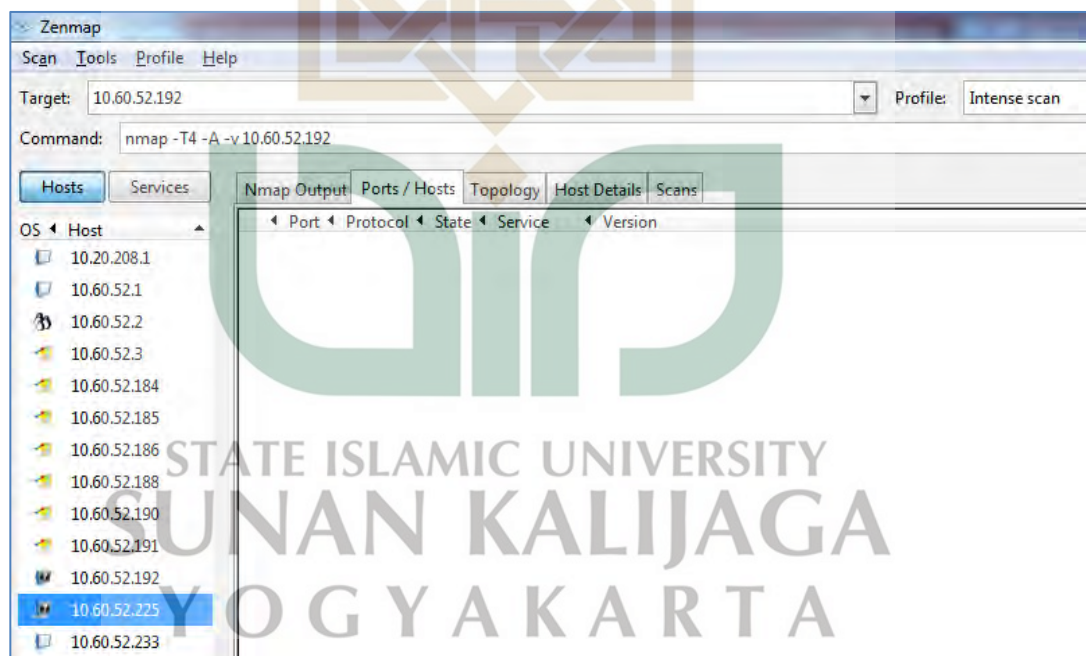 Zenmap
Scan Tools Profile Help
Target: 10.60.52.192 Profile: Intense scan
Command: nmap -T4 -A -v 10.60.52.192
Hosts Services Nmap Output Ports / Hosts Topology Host Details Scans
OS Host Port Protocol State Service Version
10.20.208.1
10.60.52.1
10.60.52.2
10.60.52.3
10.60.52.184
10.60.52.185
10.60.52.186
10.60.52.188
10.60.52.190
10.60.52.191
10.60.52.192
10.60.52.225
10.60.52.233
STATE ISLAMIC UNIVERSITY
SUNAN KALIJAGA
YOGYAKARTA